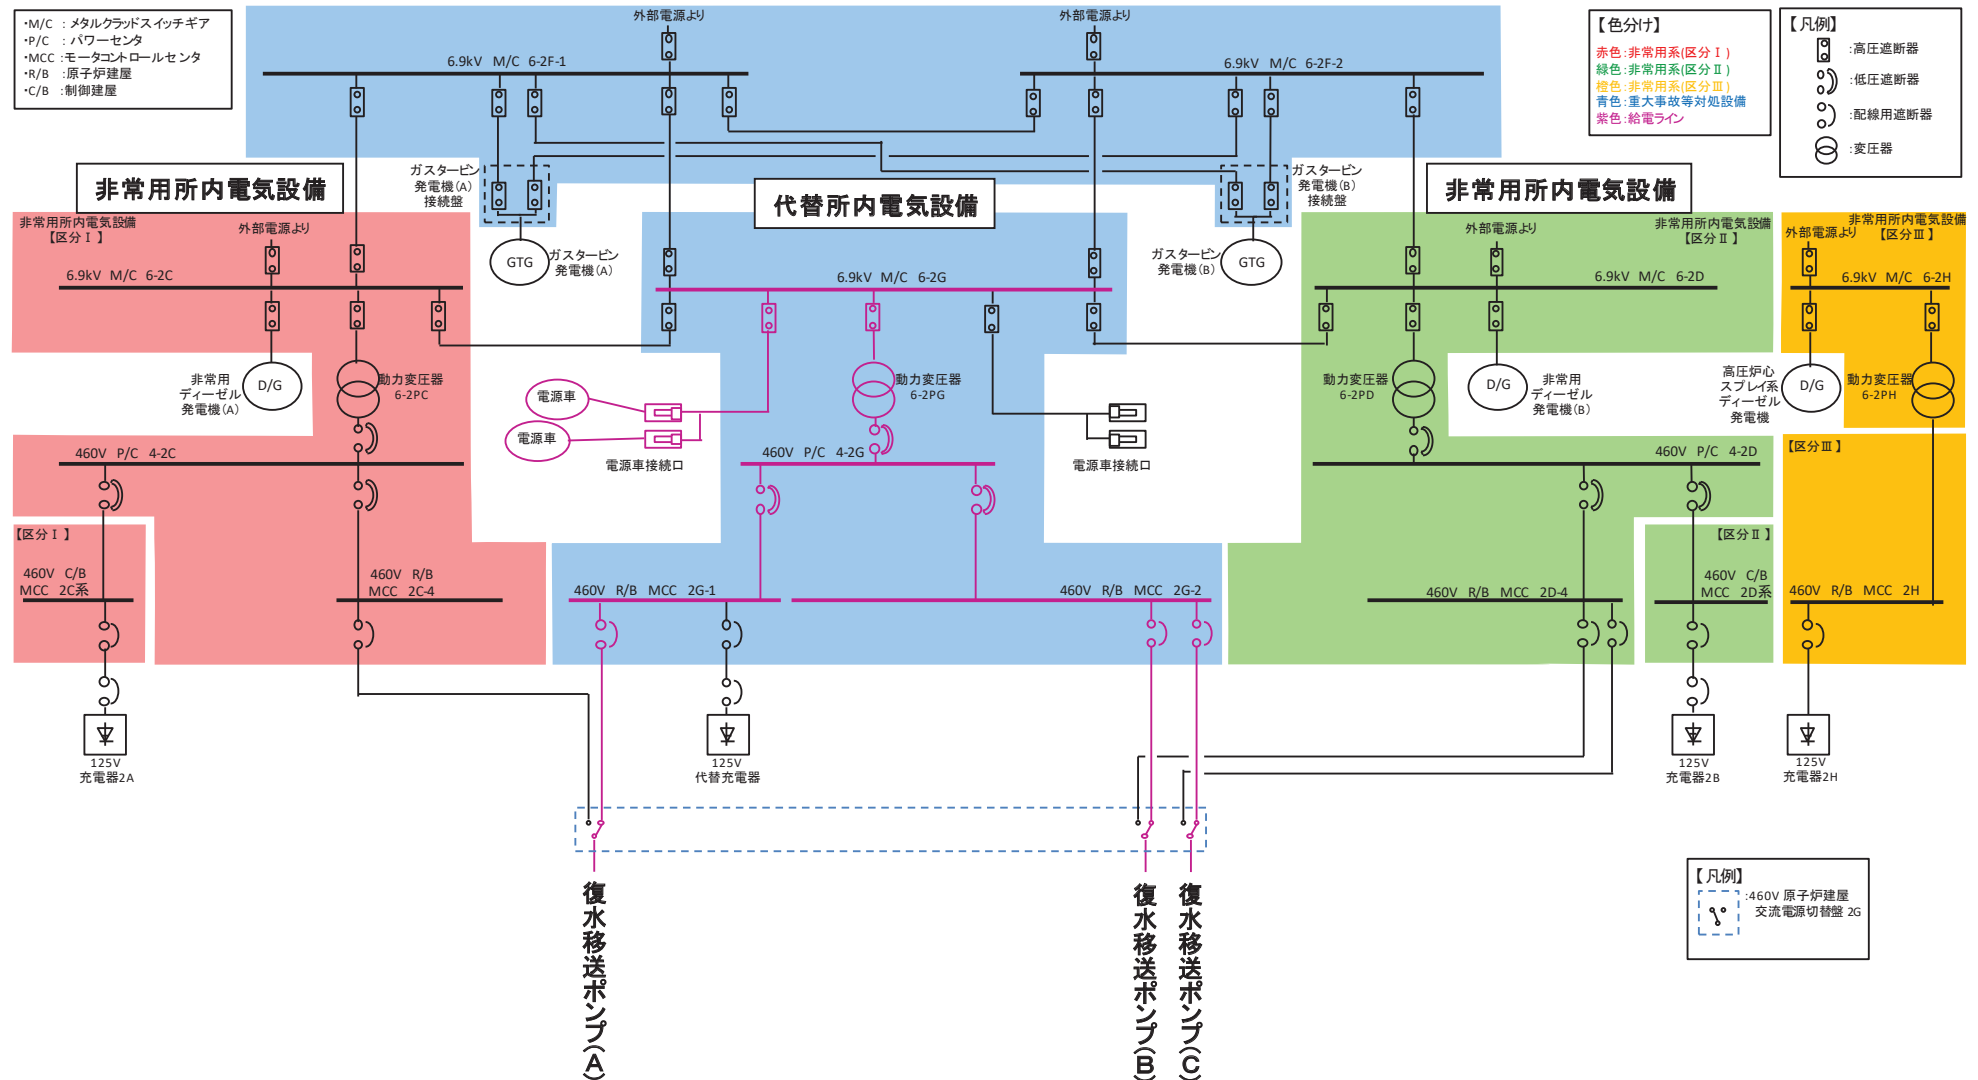 ・M/C ：メタルクラッドスイッチギア
・P/C ：パワーセンタ
・MCC：モータコントロールセンタ
・R/B ：原子炉建屋
・C/B ：制御建屋
外部電源より
外部電源より
6.9kV M/C 6-2F-1
6.9kV M/C 6-2F-2
【色分け】
赤色：非常用系(区分Ⅰ)
緑色：非常用系(区分Ⅱ)
橙色：非常用系(区分Ⅲ)
青色：重大事故等対処設備
紫色：給電ライン
【凡例】
：高圧遮断器
：低圧遮断器
：配線用遮断器
：変圧器
非常用所内電気設備
ガスタービン
発電機(A)
接続盤
代替所内電気設備
ガスタービン
発電機(B)
接続盤
非常用所内電気設備
非常用所内電気設備
【区分Ⅰ】
外部電源より
GTG
ガスタービン
発電機(A)
ガスタービン
発電機(B)
GTG
外部電源より
非常用所内電気設備
【区分Ⅱ】
外部電源より
非常用所内電気設備
【区分Ⅲ】
6.9kV M/C 6-2C
6.9kV M/C 6-2G
6.9kV M/C 6-2D
6.9kV M/C 6-2H
非常用
ディーゼル
発電機(A)
D/G
動力変圧器
6-2PC
電源車
電源車
電源車接続口
動力変圧器
6-2PG
電源車接続口
動力変圧器
6-2PD
D/G
非常用
ディーゼル
発電機(B)
高圧炉心
スプレイ系
ディーゼル
発電機
D/G
動力変圧器
6-2PH
460V P/C 4-2C
460V P/C 4-2G
460V P/C 4-2D
【区分Ⅲ】
【区分Ⅰ】
【区分Ⅱ】
460V C/B
MCC 2C系
460V R/B
MCC 2C-4
460V R/B MCC 2G-1
460V R/B MCC 2G-2
460V R/B MCC 2D-4
460V C/B
MCC 2D系
460V R/B MCC 2H
125V
充電器2A
125V
代替充電器
125V
充電器2B
125V
充電器2H
復水移送ポンプ(A)
復水移送ポンプ(B)
復水移送ポンプ(C)
【凡例】
：460V 原子炉建屋
交流電源切替盤 2G